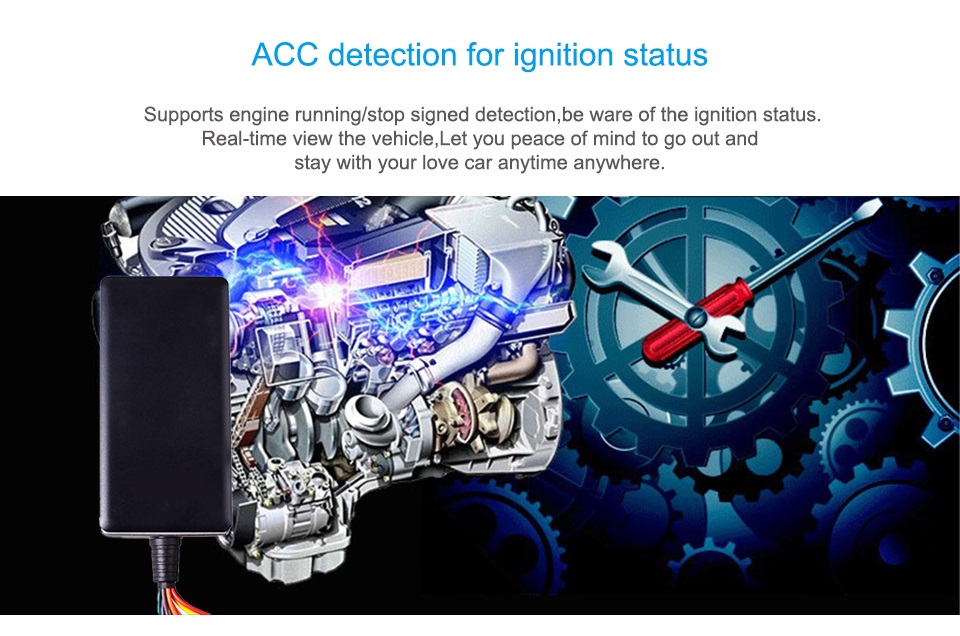 ACC detection for ignition status
Supports engine running/stop signed detection,be ware of the ignition status.
Real-time view the vehicle,Let you peace of mind to go out and
stay with your love car anytime anywhere.